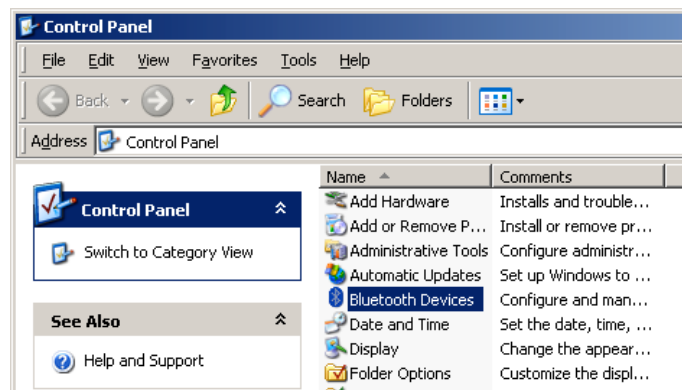 Control Panel
File Edit View Favorites Tools Help
Back Search Folders
Address Control Panel
Control Panel
Switch to Category View
See Also
Help and Support
Name Comments
Add Hardware Installs and trouble...
Add or Remove P... Install or remove pr...
Administrative Tools Configure administr...
Automatic Updates Set up Windows to ...
Bluetooth Devices Configure and man...
Date and Time Set the date, time, ...
Display Change the appear...
Folder Options Customize the displ...